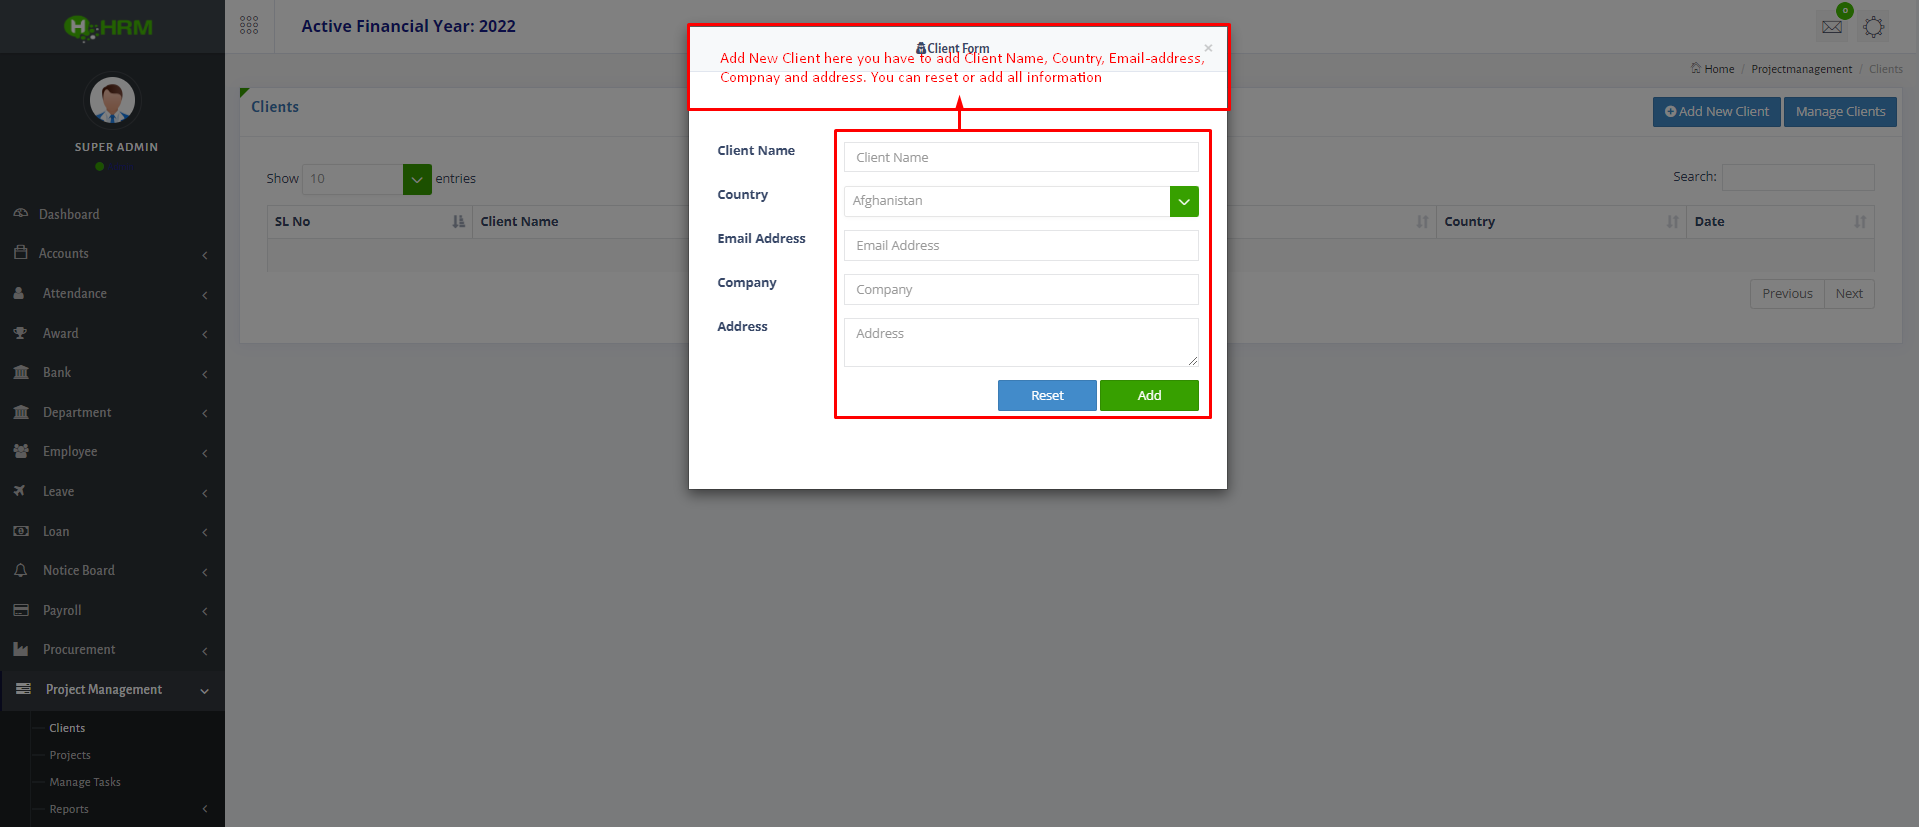 HRM
Active Financial Year: 2022
0
SUPER ADMIN
Dashboard
Accounts
Attendance
Award
Bank
Department
Employee
Leave
Loan
Notice Board
Payroll
Procurement
Project Management
Clients
Projects
Manage Tasks
Reports
Home / Projectmanagement / Clients
Clients
Add New Client
Manage Clients
Show 10 entries
Search:
SL No
Client Name
Country
Date
Previous
Next
Client Form
×
Add New Client here you have to add Client Name, Country, Email-address,
Compnay and address. You can reset or add all information
Client Name
Client Name
Country
Afghanistan
Email Address
Email Address
Company
Company
Address
Address
Reset
Add